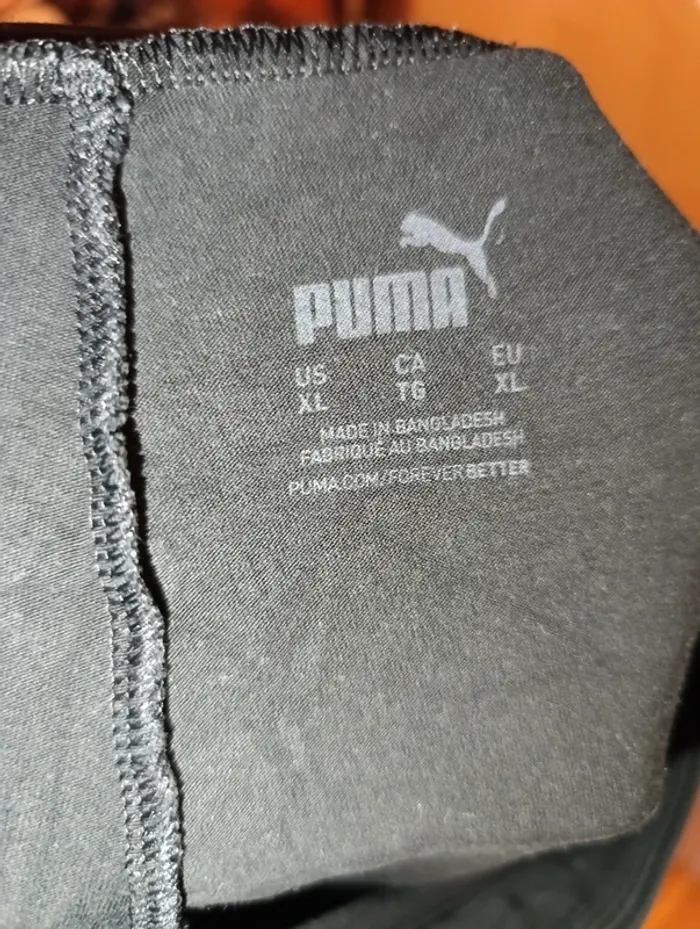 PUMA
US CA EU
XL TG XL
MADE IN BANGLADESH
FABRIQUÉ AU BANGLADESH
PUMA.COM/FOREVERBETTER